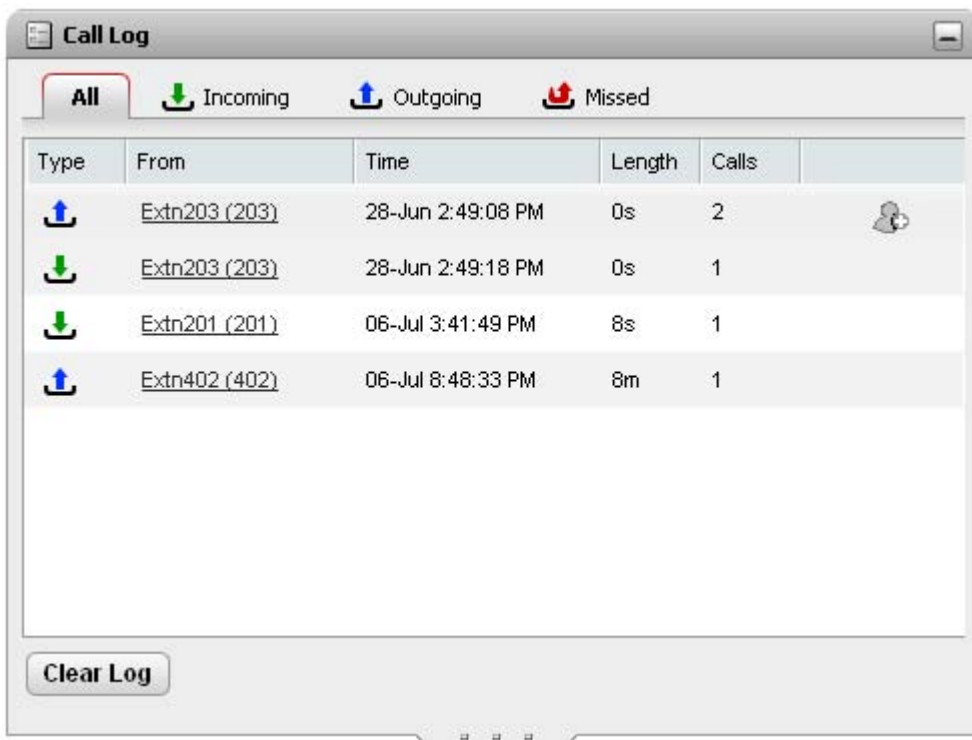 Call Log
All Incoming Outgoing Missed
Type From Time Length Calls
Extn203 (203) 28-Jun 2:49:08 PM 0s 2
Extn203 (203) 28-Jun 2:49:18 PM 0s 1
Extn201 (201) 06-Jul 3:41:49 PM 8s 1
Extn402 (402) 06-Jul 8:48:33 PM 8m 1
Clear Log